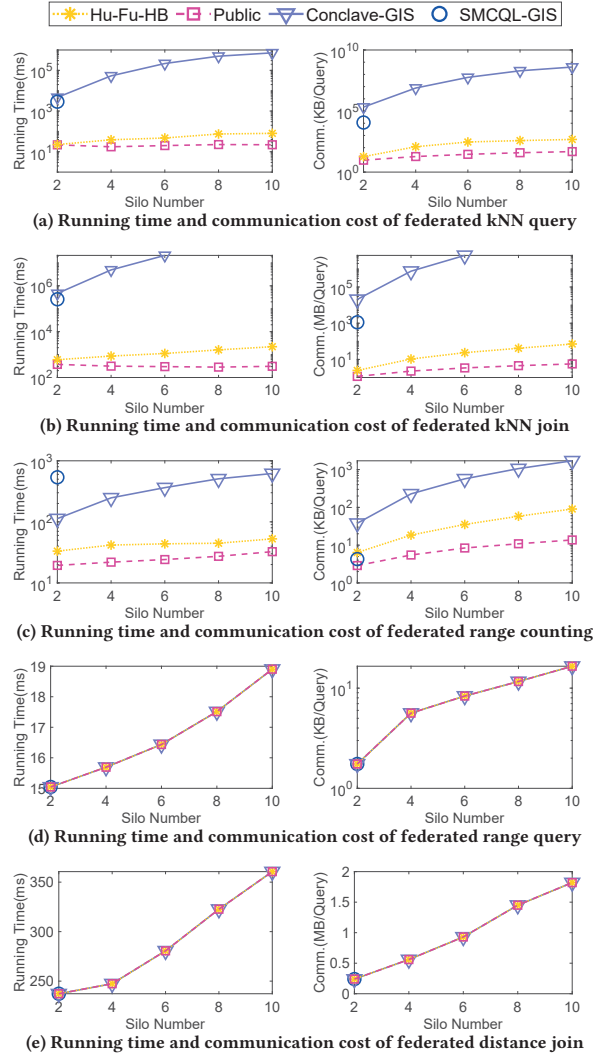 Hu-Fu-HB Public Conclave-GIS SMCQL-GIS
Running Time(ms)
10^5
10^3
10^1
2 4 6 8 10
Silo Number
Comm.(KB/Query)
10^10
10^5
10^0
2 4 6 8 10
Silo Number
(a) Running time and communication cost of federated kNN query
Running Time(ms)
10^6
10^4
10^2
2 4 6 8 10
Silo Number
Comm.(MB/Query)
10^5
10^3
10^1
2 4 6 8 10
Silo Number
(b) Running time and communication cost of federated kNN join
Running Time(ms)
10^3
10^2
10^1
2 4 6 8 10
Silo Number
Comm.(KB/Query)
10^3
10^2
10^1
10^0
2 4 6 8 10
Silo Number
(c) Running time and communication cost of federated range counting
Running Time(ms)
19
18
17
16
15
2 4 6 8 10
Silo Number
Comm.(KB/Query)
10^1
10^0
2 4 6 8 10
Silo Number
(d) Running time and communication cost of federated range query
Running Time(ms)
350
300
250
2 4 6 8 10
Silo Number
Comm.(MB/Query)
2
1.5
1
0.5
0
2 4 6 8 10
Silo Number
(e) Running time and communication cost of federated distance join